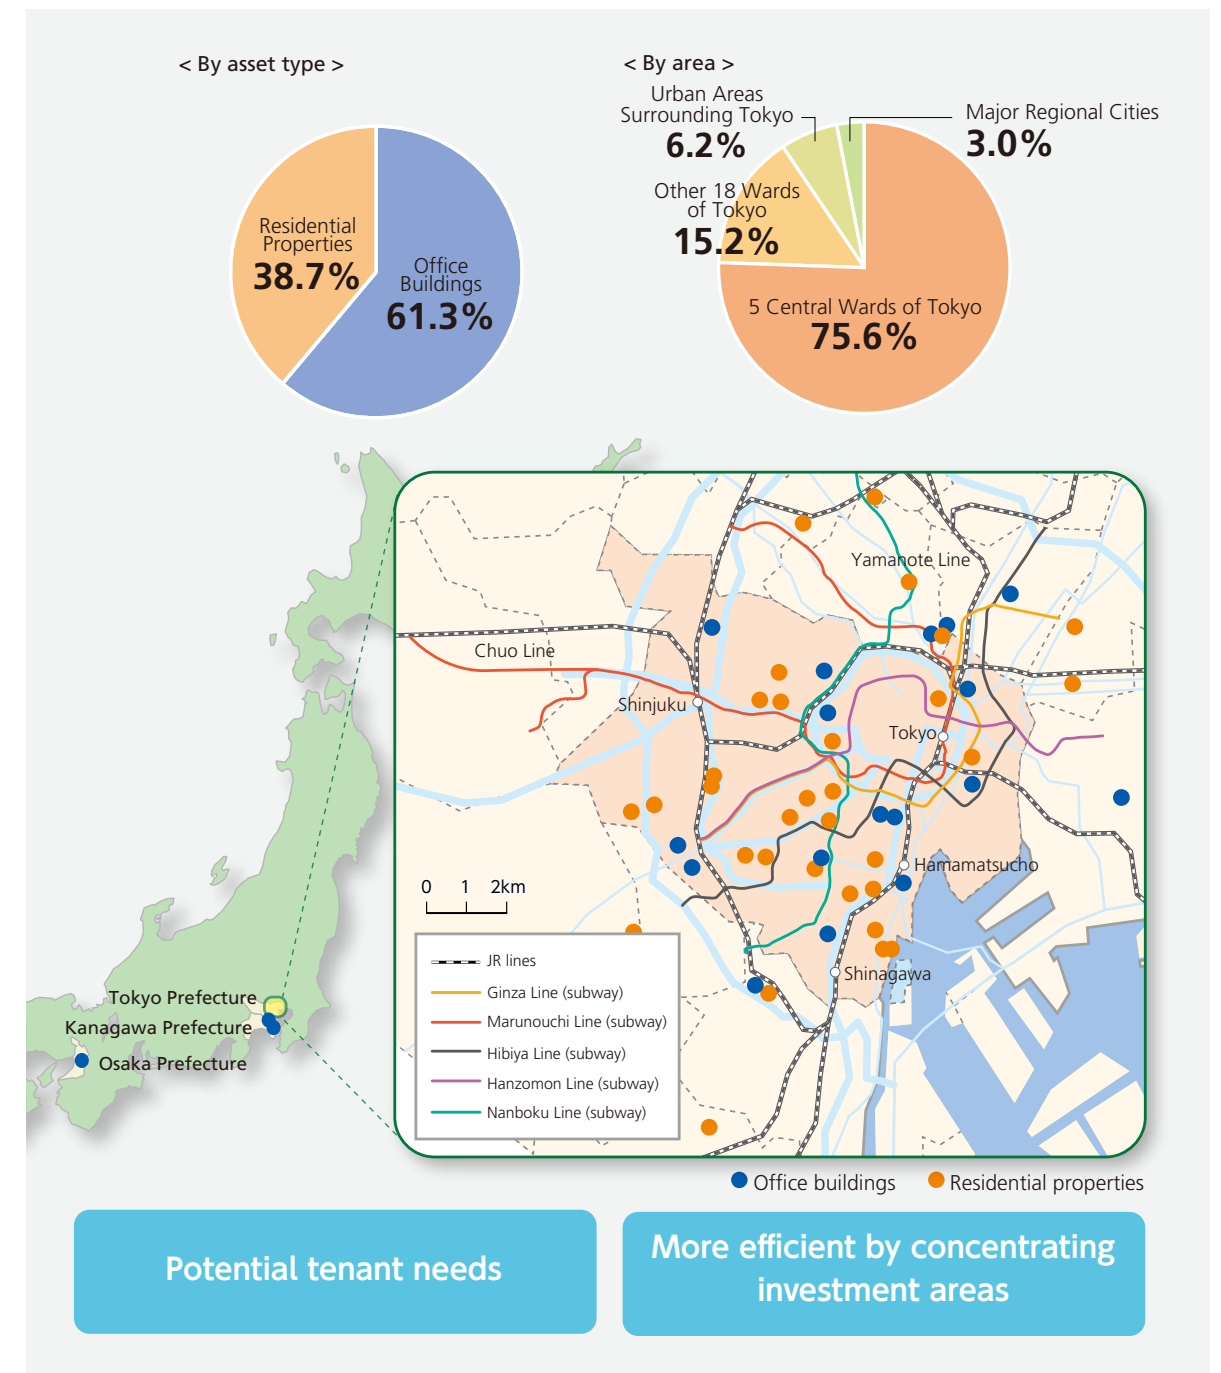 < By asset type >
Residential
Properties
38.7%
Office
Buildings
61.3%
< By area >
Urban Areas
Surrounding Tokyo
6.2%
Major Regional Cities
3.0%
Other 18 Wards
of Tokyo
15.2%
5 Central Wards of Tokyo
75.6%
Yamanote Line
Chuo Line
Shinjuku
Tokyo
Hamamatsucho
0 1 2km
Shinagawa
JR lines
Ginza Line (subway)
Marunouchi Line (subway)
Hibiya Line (subway)
Hanzomon Line (subway)
Nanboku Line (subway)
Tokyo Prefecture
Kanagawa Prefecture
Osaka Prefecture
Office buildings
Residential properties
Potential tenant needs
More efficient by concentrating
investment areas